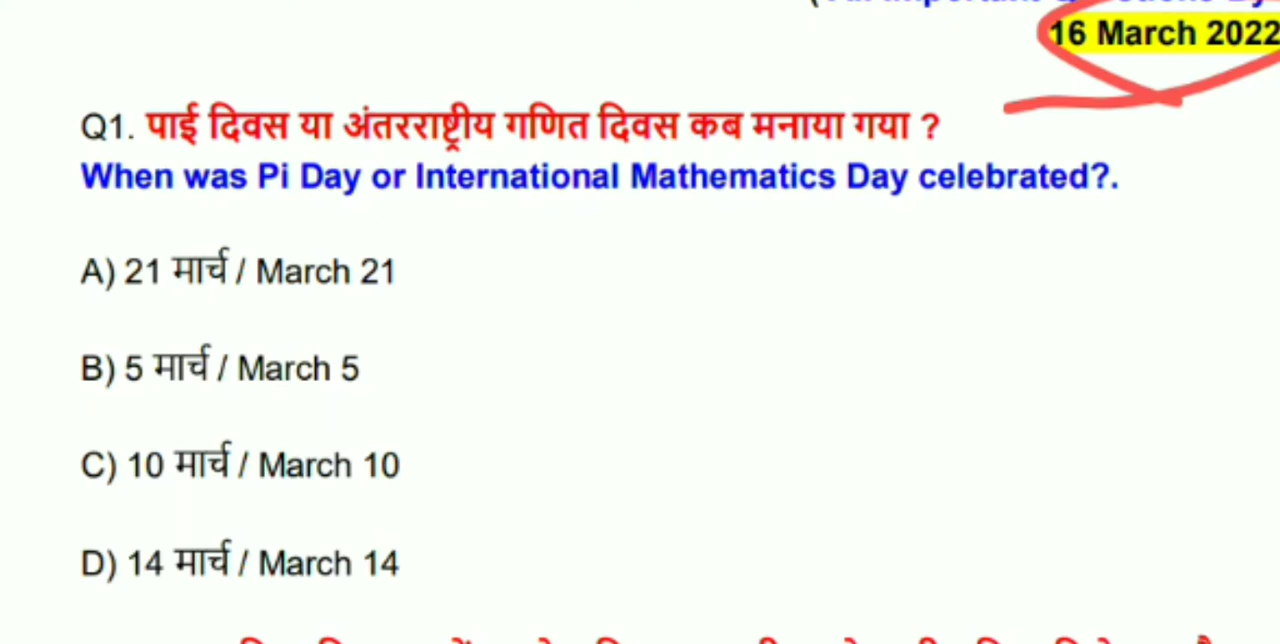 16 March 2022
Q1. पाई दिवस या अंतरराष्ट्रीय गणित दिवस कब मनाया गया ?
When was Pi Day or International Mathematics Day celebrated?.
A) 21 मार्च / March 21
B) 5 मार्च / March 5
C) 10 मार्च / March 10
D) 14 मार्च / March 14